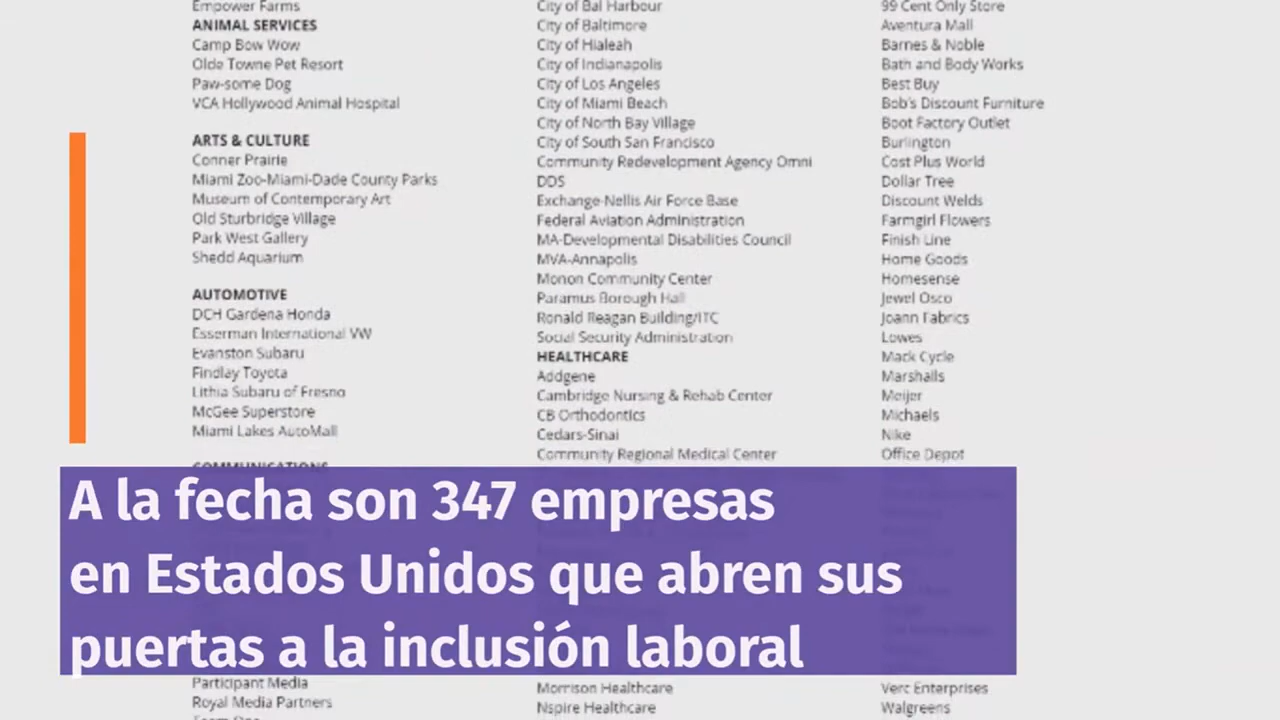 Empower Farms
ANIMAL SERVICES
Camp Bow Wow
Olde Towne Pet Resort
Paw-some Dog
VCA Hollywood Animal Hospital
ARTS & CULTURE
Conner Prairie
Miami Zoo-Miami-Dade County Parks
Museum of Contemporary Art
Old Sturbridge Village
Park West Gallery
Shedd Aquarium
AUTOMOTIVE
DCH Gardena Honda
Esserman International VW
Evanston Subaru
Findlay Toyota
Lithia Subaru of Fresno
McGee Superstore
Miami Lakes AutoMall
COMMUNICATIONS
Participant Media
Royal Media Partners
City of Bal Harbour
City of Baltimore
City of Hialeah
City of Indianapolis
City of Los Angeles
City of Miami Beach
City of North Bay Village
City of South San Francisco
Community Redevelopment Agency Omni
DDS
Exchange-Nellis Air Force Base
Federal Aviation Administration
MA-Developmental Disabilities Council
MVA-Annapolis
Monon Community Center
Paramus Borough Hall
Ronald Reagan Building/ITC
Social Security Administration
HEALTHCARE
Addgene
Cambridge Nursing & Rehab Center
CB Orthodontics
Cedars-Sinai
Community Regional Medical Center
Morrison Healthcare
Nspire Healthcare
99 Cent Only Store
Aventura Mall
Barnes & Noble
Bath and Body Works
Best Buy
Bob's Discount Furniture
Boot Factory Outlet
Burlington
Cost Plus World
Dollar Tree
Discount Welds
Farmgirl Flowers
Finish Line
Home Goods
Homesense
Jewel Osco
Joann Fabrics
Lowes
Mack Cycle
Marshalls
Meijer
Michaels
Nike
Office Depot
Verc Enterprises
Walgreens
A la fecha son 347 empresas
en Estados Unidos que abren sus
puertas a la inclusión laboral